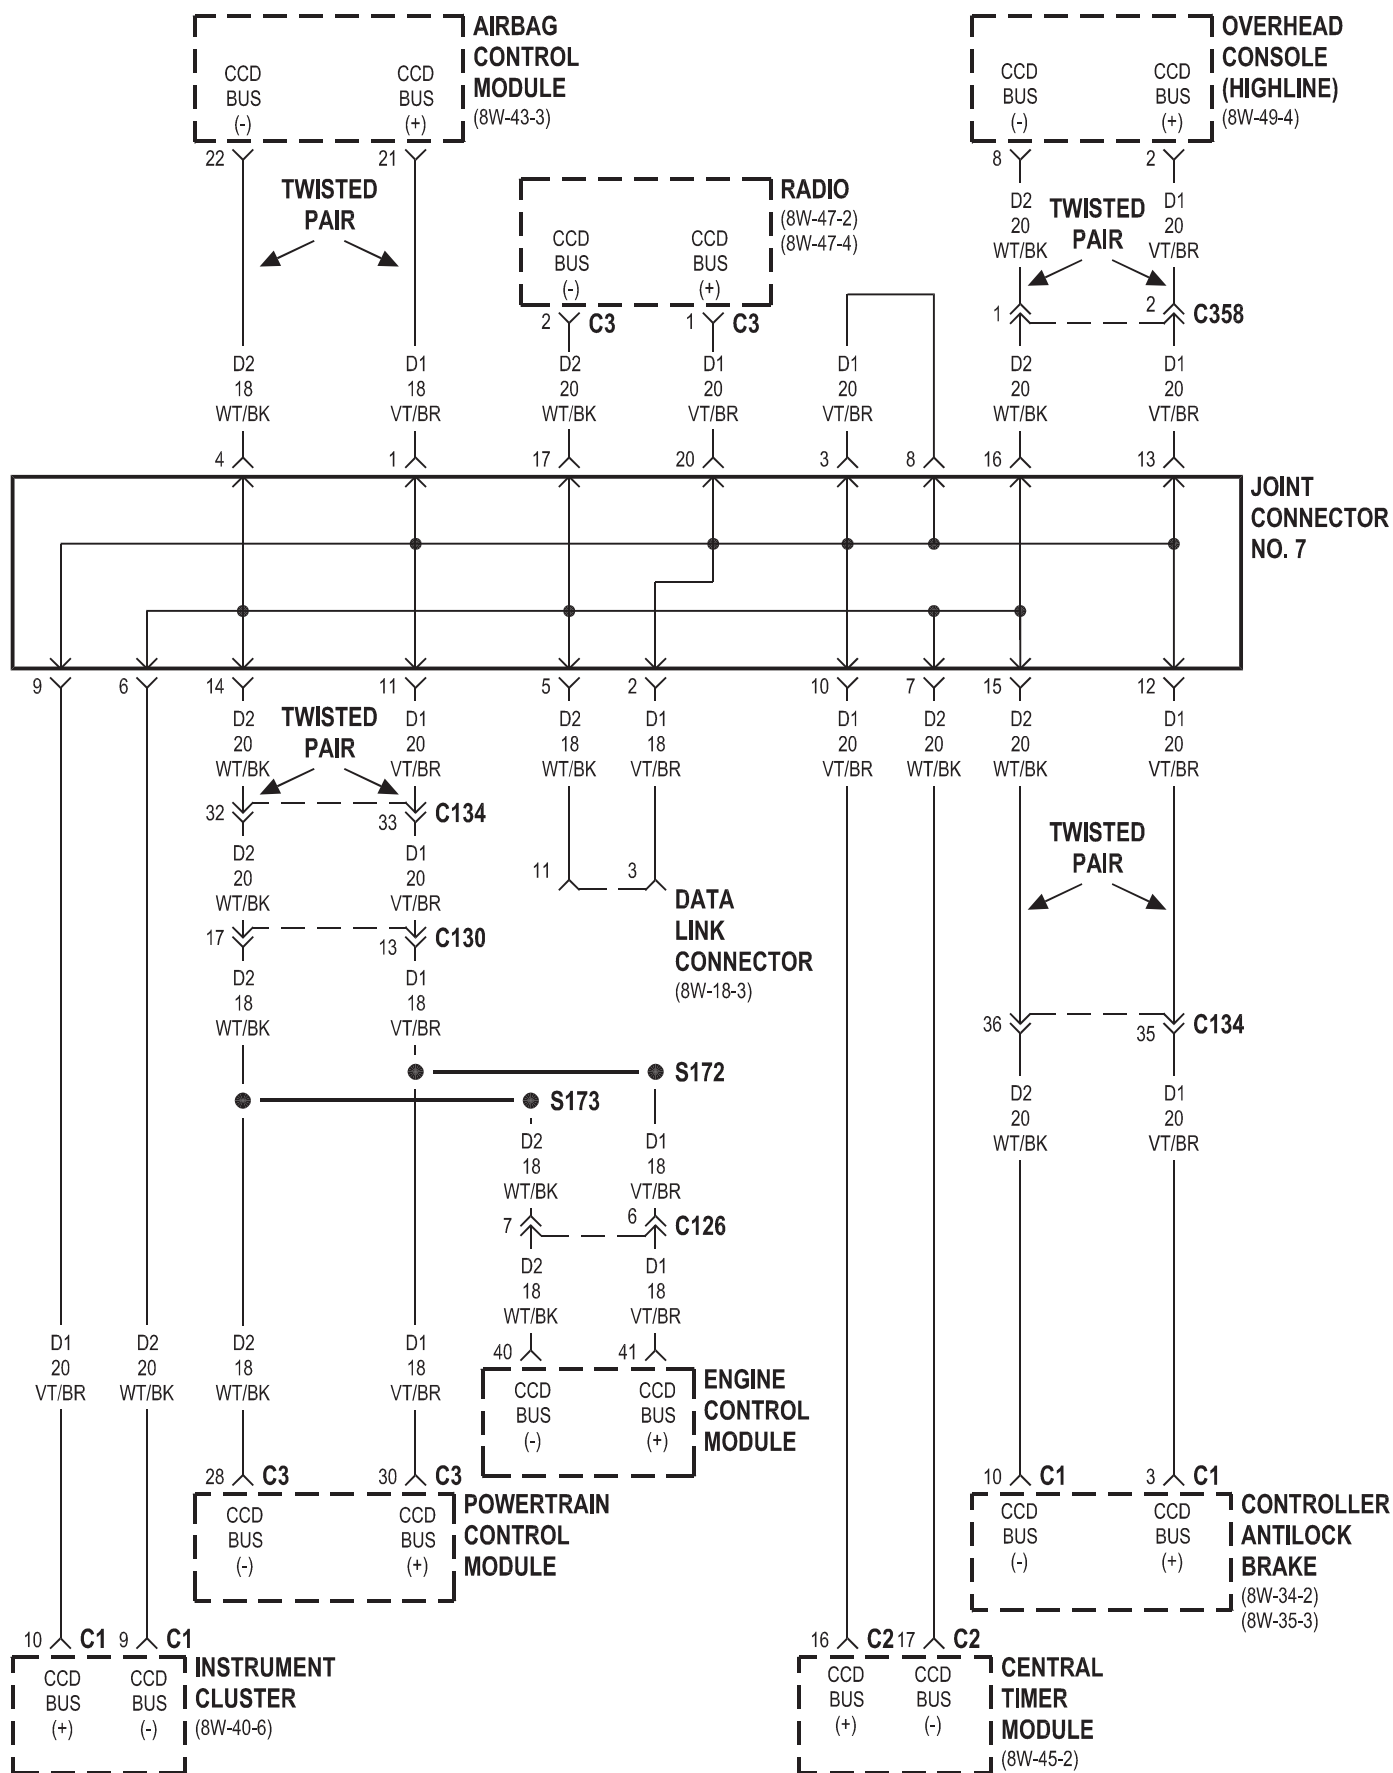 AIRBAG
CONTROL
MODULE
(8W-43-3)
CCD
BUS
(-)
CCD
BUS
(+)
22
21
TWISTED
PAIR
D2
18
WT/BK
D1
18
VT/BR
4
1
RADIO
(8W-47-2)
(8W-47-4)
CCD
BUS
(-)
CCD
BUS
(+)
2
C3
1
C3
D2
20
WT/BK
D1
20
VT/BR
17
20
D1
20
VT/BR
3
8
OVERHEAD
CONSOLE
(HIGHLINE)
(8W-49-4)
CCD
BUS
(-)
CCD
BUS
(+)
8
2
D2
20
WT/BK
TWISTED
PAIR
D1
20
VT/BR
1
2
C358
D2
20
WT/BK
D1
20
VT/BR
16
13
JOINT
CONNECTOR
NO. 7
9
6
14
11
5
2
10
7
15
12
D2
20
WT/BK
TWISTED
PAIR
D1
20
VT/BR
32
33
C134
D2
20
WT/BK
D1
20
VT/BR
17
13
C130
D2
18
WT/BK
D1
18
VT/BR
D2
18
WT/BK
D1
18
VT/BR
11
3
DATA
LINK
CONNECTOR
(8W-18-3)
D1
20
VT/BR
D2
20
WT/BK
D2
20
WT/BK
D1
20
VT/BR
TWISTED
PAIR
36
35
C134
D2
20
WT/BK
D1
20
VT/BR
S172
S173
D2
18
WT/BK
D1
18
VT/BR
7
6
C126
D2
18
WT/BK
D1
18
VT/BR
40
41
ENGINE
CONTROL
MODULE
CCD
BUS
(-)
CCD
BUS
(+)
D1
20
VT/BR
D2
20
WT/BK
D2
18
WT/BK
D1
18
VT/BR
28
C3
30
C3
POWERTRAIN
CONTROL
MODULE
CCD
BUS
(-)
CCD
BUS
(+)
10
C1
3
C1
CONTROLLER
ANTILOCK
BRAKE
(8W-34-2)
(8W-35-3)
CCD
BUS
(-)
CCD
BUS
(+)
10
C1
9
C1
INSTRUMENT
CLUSTER
(8W-40-6)
CCD
BUS
(+)
CCD
BUS
(-)
16
C2
17
C2
CENTRAL
TIMER
MODULE
(8W-45-2)
CCD
BUS
(+)
CCD
BUS
(-)